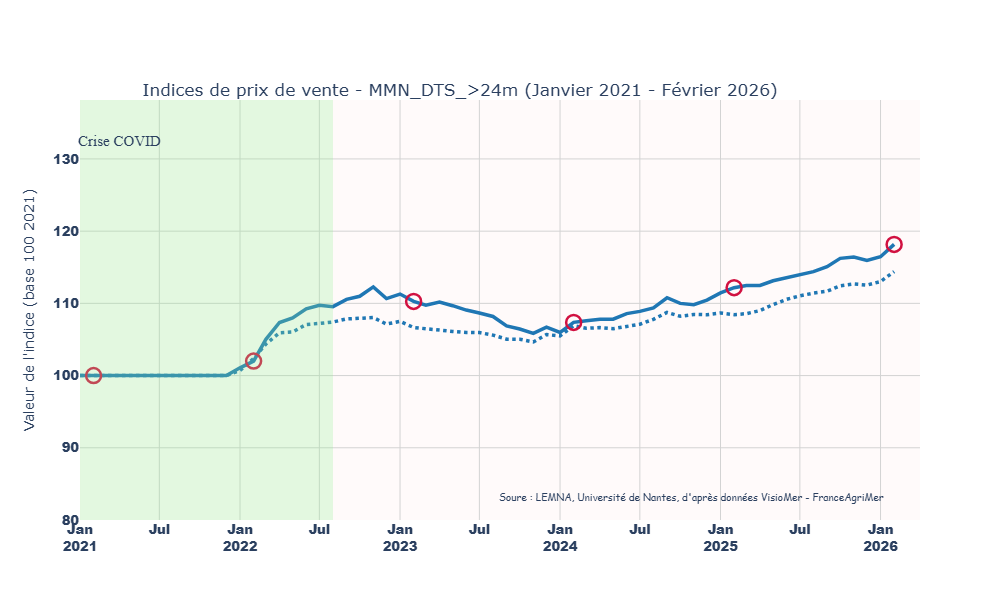 Indices de prix de vente - MMN_DTS_>24m (Janvier 2021 - Février 2026)
Crise COVID
Valeur de l'indice (base 100 2021)
130
120
110
100
90
80
Soure : LEMNA, Université de Nantes, d'après données VisioMer - FranceAgriMer
Jan Jul Jan Jul Jan Jul Jan Jul Jan Jul Jan
2021 2022 2023 2024 2025 2026